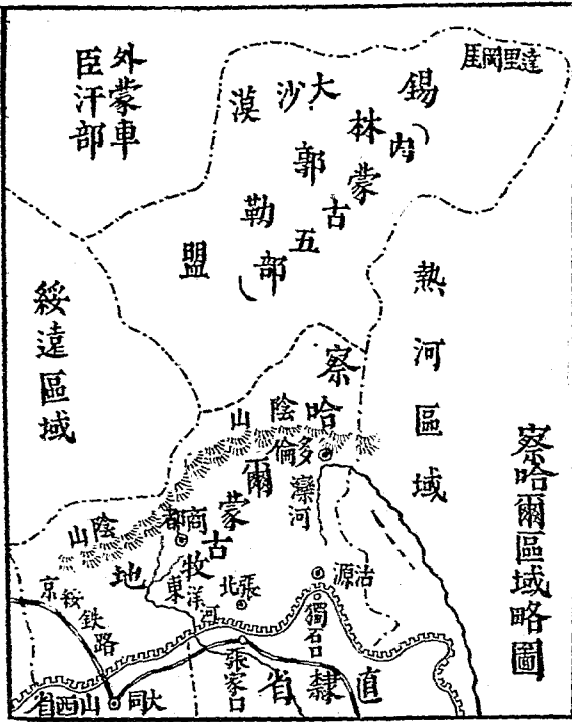 察哈爾區域略圖
達里岡厓
錫林郭勒盟
(內蒙古五部)
大沙漠
外蒙車
臣汗部
熱河區域
綏遠區域
察哈爾蒙古牧地
陰山
陰山
多倫
灤河
商都
東洋河
張北
沽源
獨石口
張家口
京綏鉄路
直隸省
山西省
大同